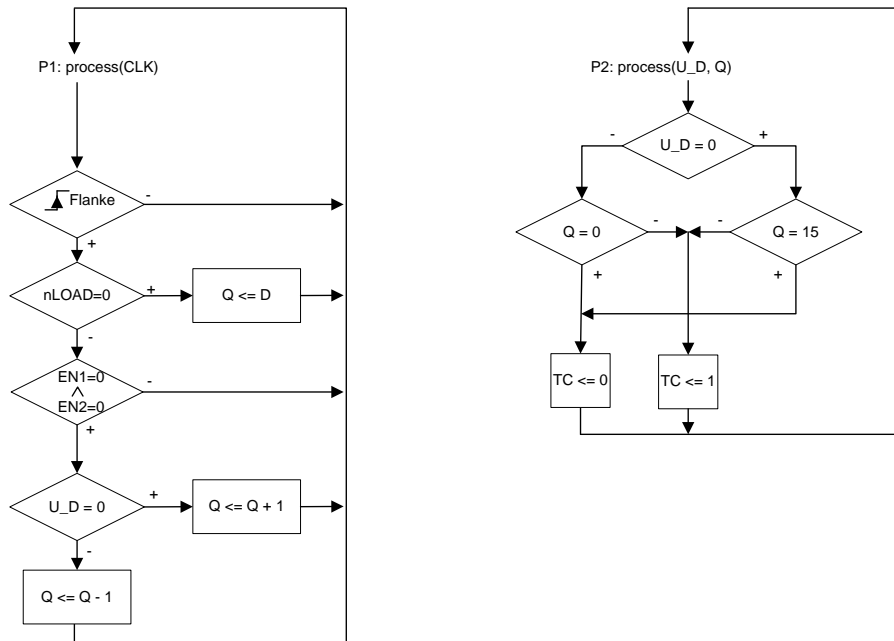 P1: process(CLK)
Flanke
-
+
nLOAD=0
+
-
Q <= D
EN1=0
^
EN2=0
-
+
U_D = 0
+
-
Q <= Q + 1
Q <= Q - 1
P2: process(U_D, Q)
-
U_D = 0
+
Q = 0
-
-
Q = 15
+
+
TC <= 0
TC <= 1